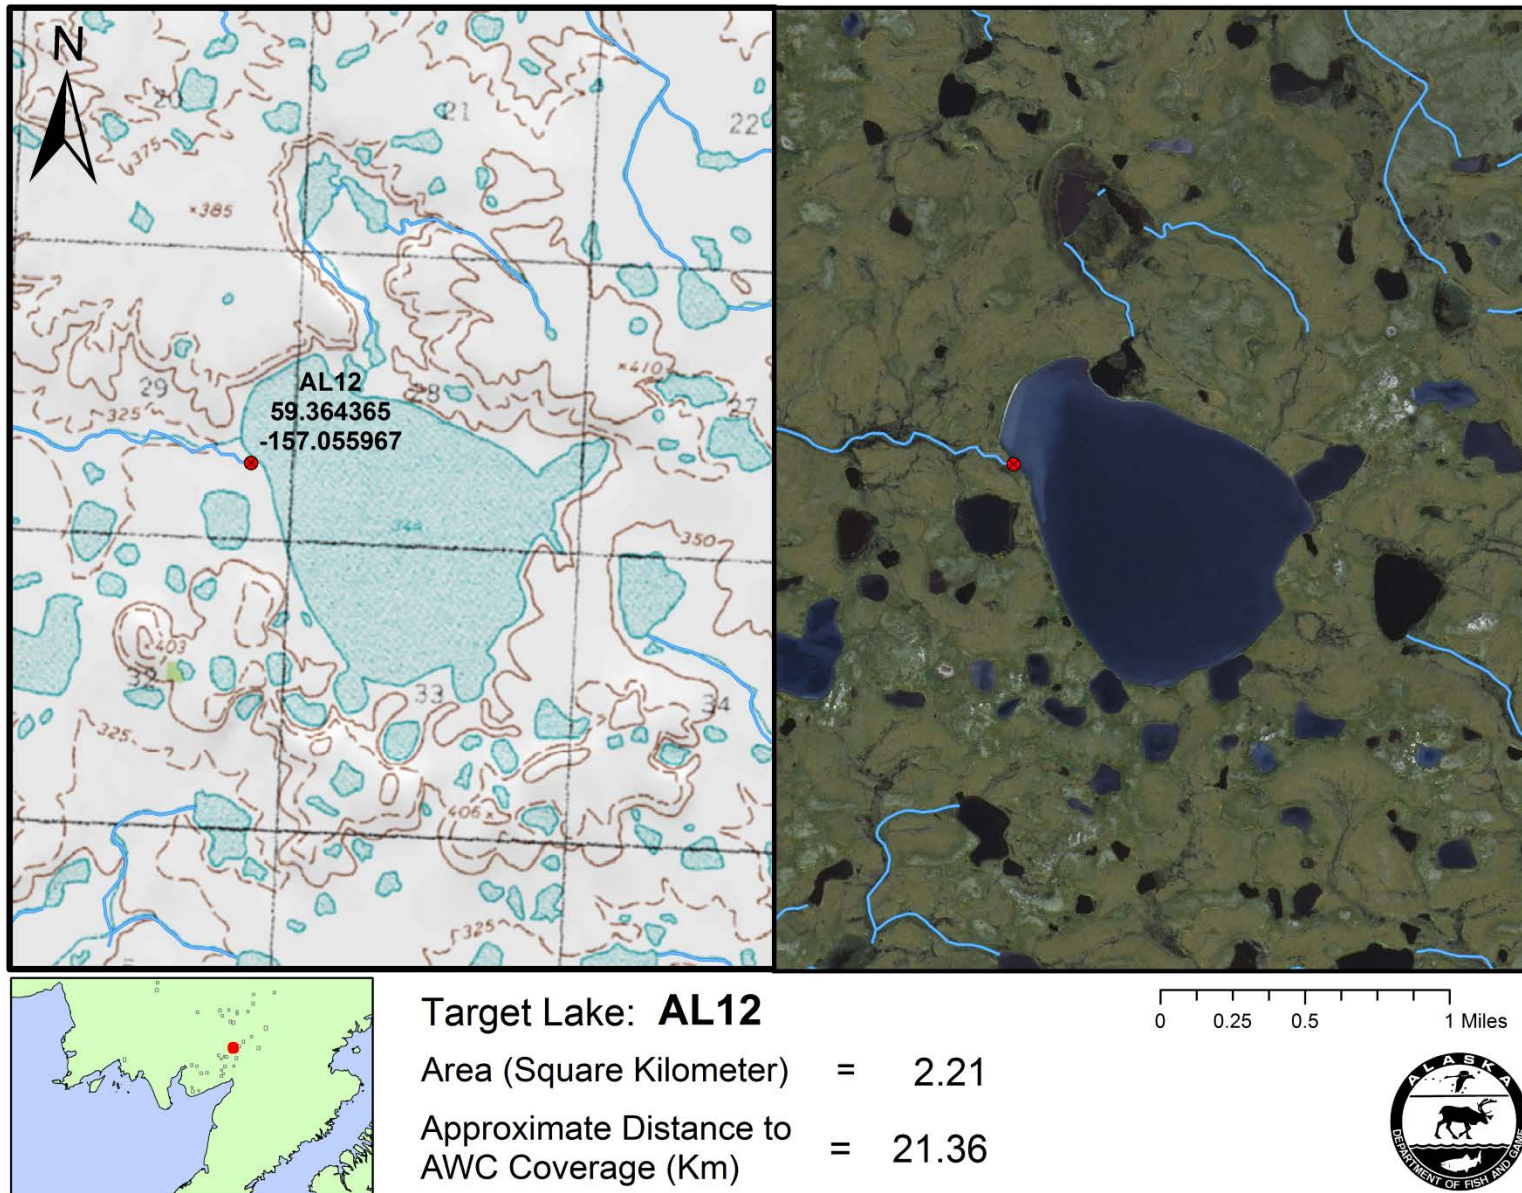 N
20
21
22
375
×385
AL12
59.364365
-157.055967
29
28
×410
27
325
344
350
×403
32
33
34
325
406×
325
Target Lake: AL12
Area (Square Kilometer) = 2.21
Approximate Distance to
AWC Coverage (Km) = 21.36
0 0.25 0.5 1 Miles
ALASKA
DEPARTMENT OF FISH AND GAME